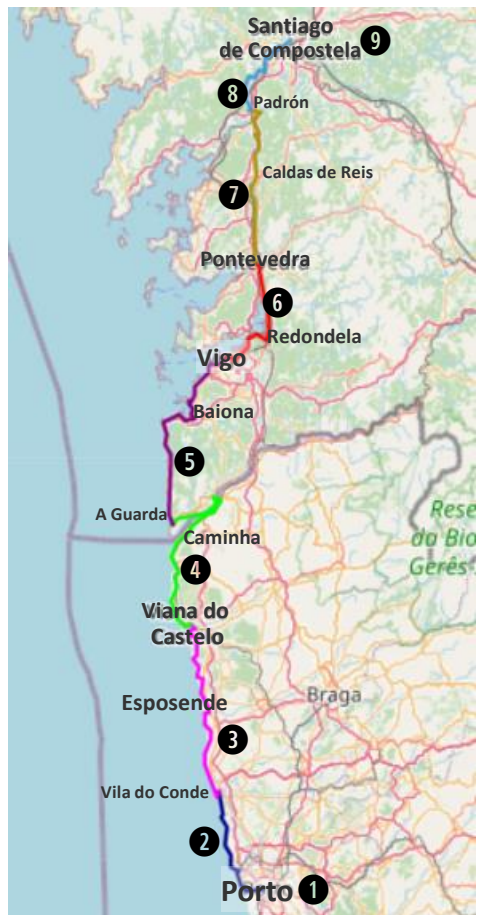 Santiago
de Compostela 9
8
Padrón
Caldas de Reis
7
Pontevedra
6
Redondela
Vigo
Baiona
5
A Guarda
Caminha
4
Viana do
Castelo
Esposende
Braga
3
Vila do Conde
2
Porto 1
Rese
da Bio
Gerês